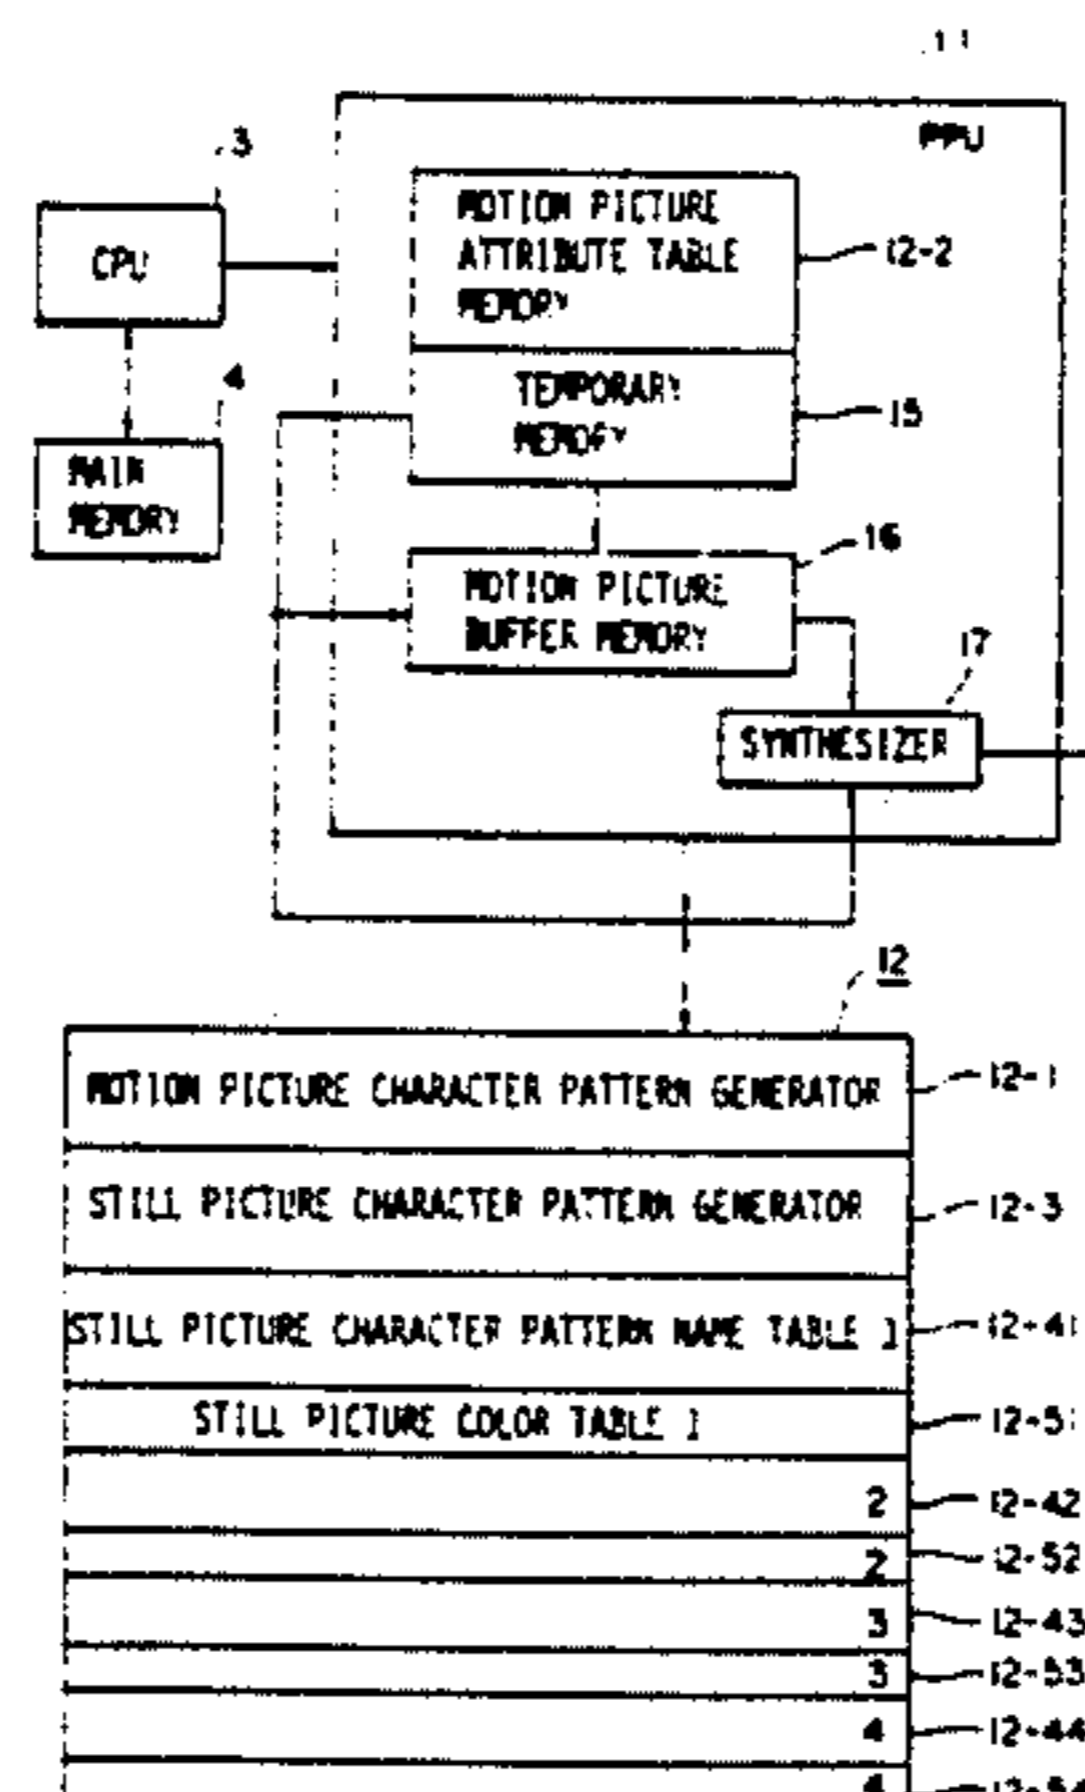 11
PPU
3
CPU
MOTION PICTURE
ATTRIBUTE TABLE
MEMORY
12-2
4
MAIN
MEMORY
TEMPORARY
MEMORY
15
16
MOTION PICTURE
BUFFER MEMORY
17
SYNTHESIZER
12
MOTION PICTURE CHARACTER PATTERN GENERATOR
12-1
STILL PICTURE CHARACTER PATTERN GENERATOR
12-3
STILL PICTURE CHARACTER PATTERN NAME TABLE 1
12-41
STILL PICTURE COLOR TABLE 1
12-51
2
12-42
2
12-52
3
12-43
3
12-53
4
12-44
4
12-54